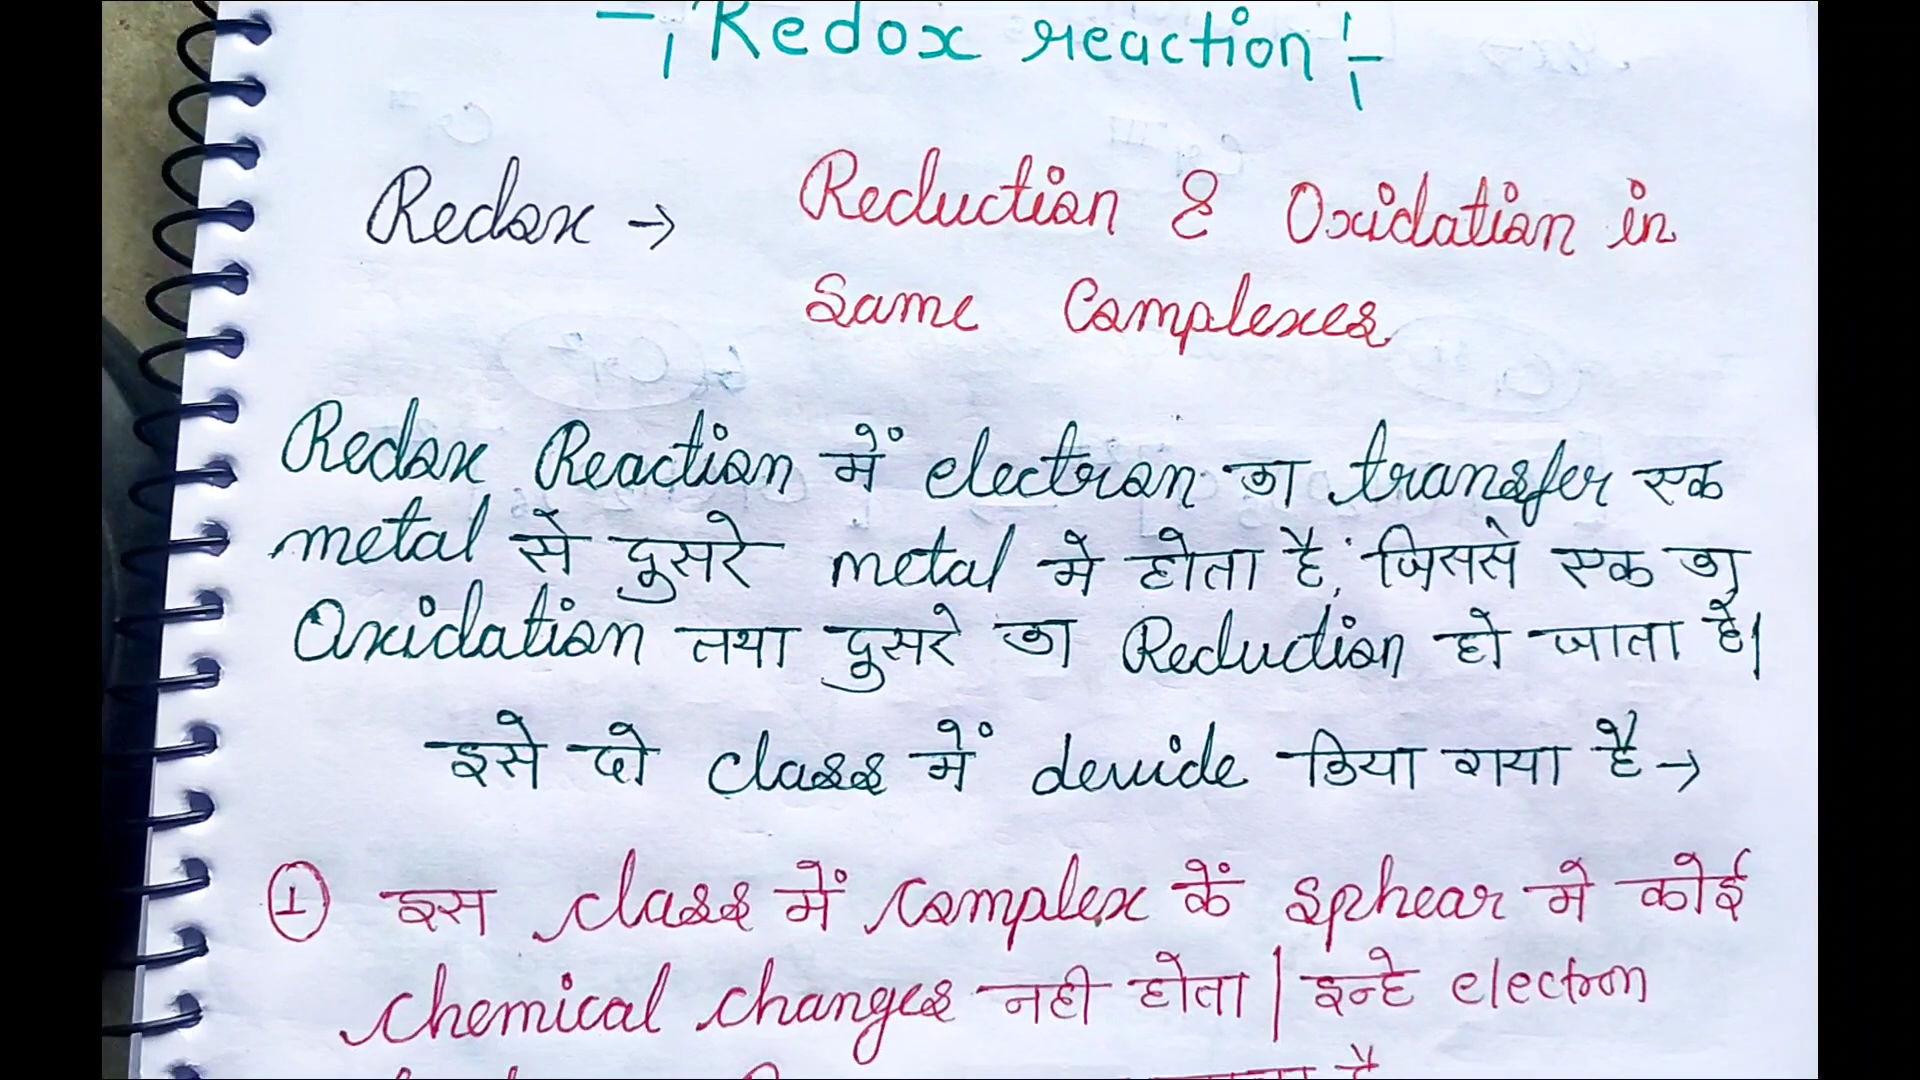 -: Redox reaction :-
Redox → Reduction & Oxidation in
Same Complexes
Redox Reaction में electron का transfer एक
metal से दुसरे metal मे होता है, जिससे एक का
Oxidation तथा दुसरे का Reduction हो जाता है।
इसे दो class में devide किया गया है →
① इस class में complex के sphear मे कोई
chemical changes नही होता | इन्हे electron